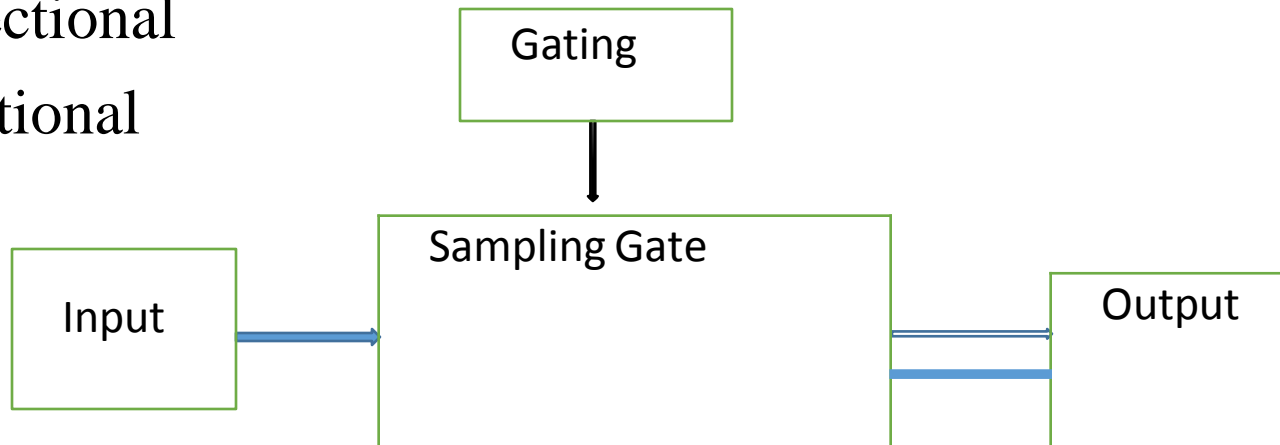 ctional
tional
Gating
Sampling Gate
Input
Output